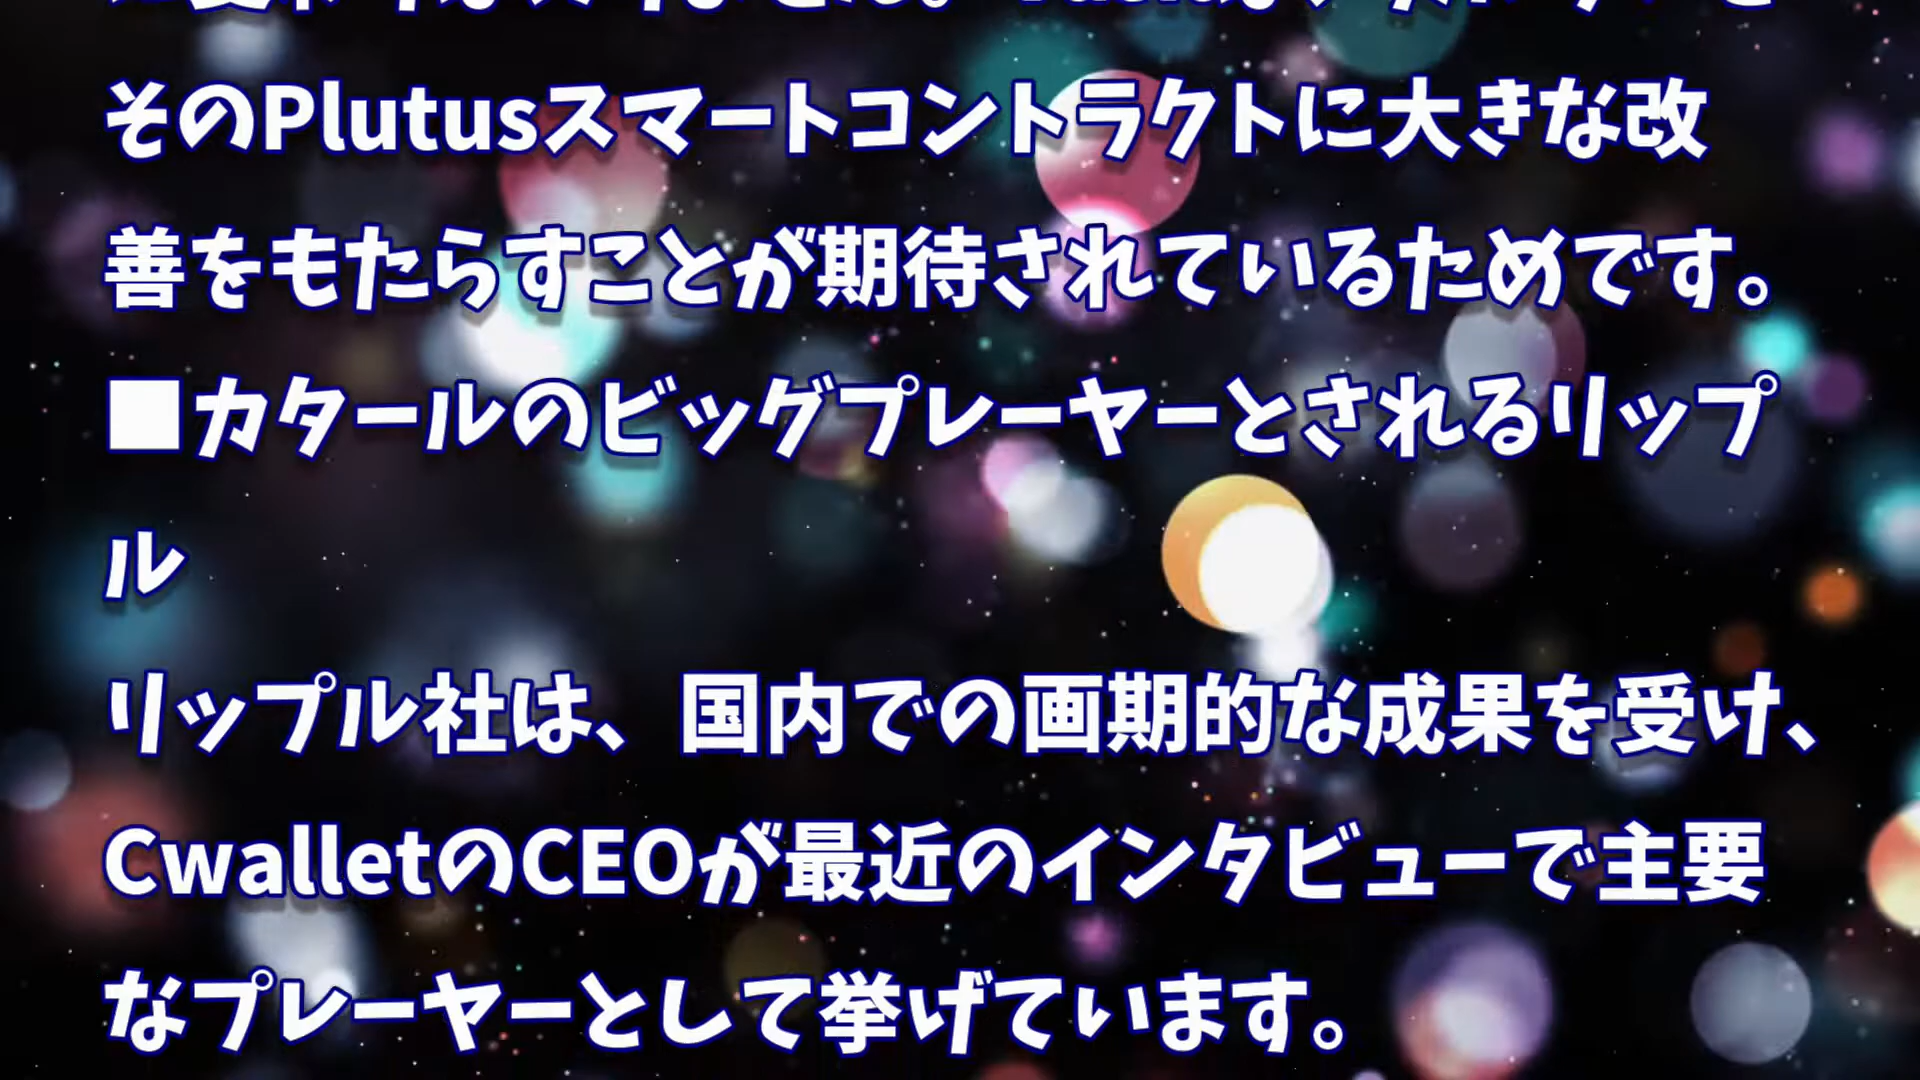 そのPlutusスマートコントラクトに大きな改
善をもたらすことが期待されているためです。
■カタールのビッグプレーヤーとされるリップ
ル
リップル社は、国内での画期的な成果を受け、
CwalletのCEOが最近のインタビューで主要
なプレーヤーとして挙げています。